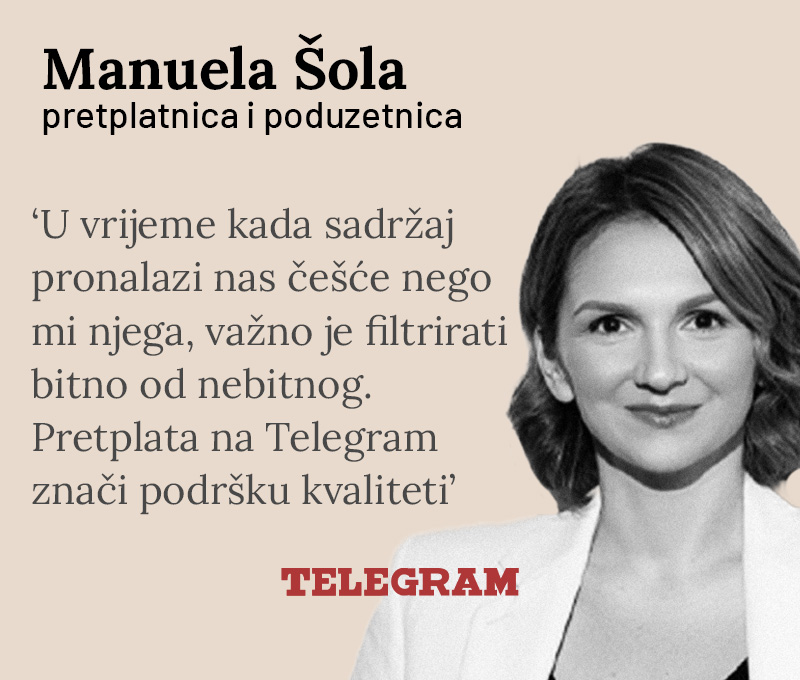 Manuela Šola
pretplatnica i poduzetnica
‘U vrijeme kada sadržaj
pronalazi nas češće nego
mi njega, važno je filtrirati
bitno od nebitnog.
Pretplata na Telegram
znači podršku kvaliteti’
TELEGRAM